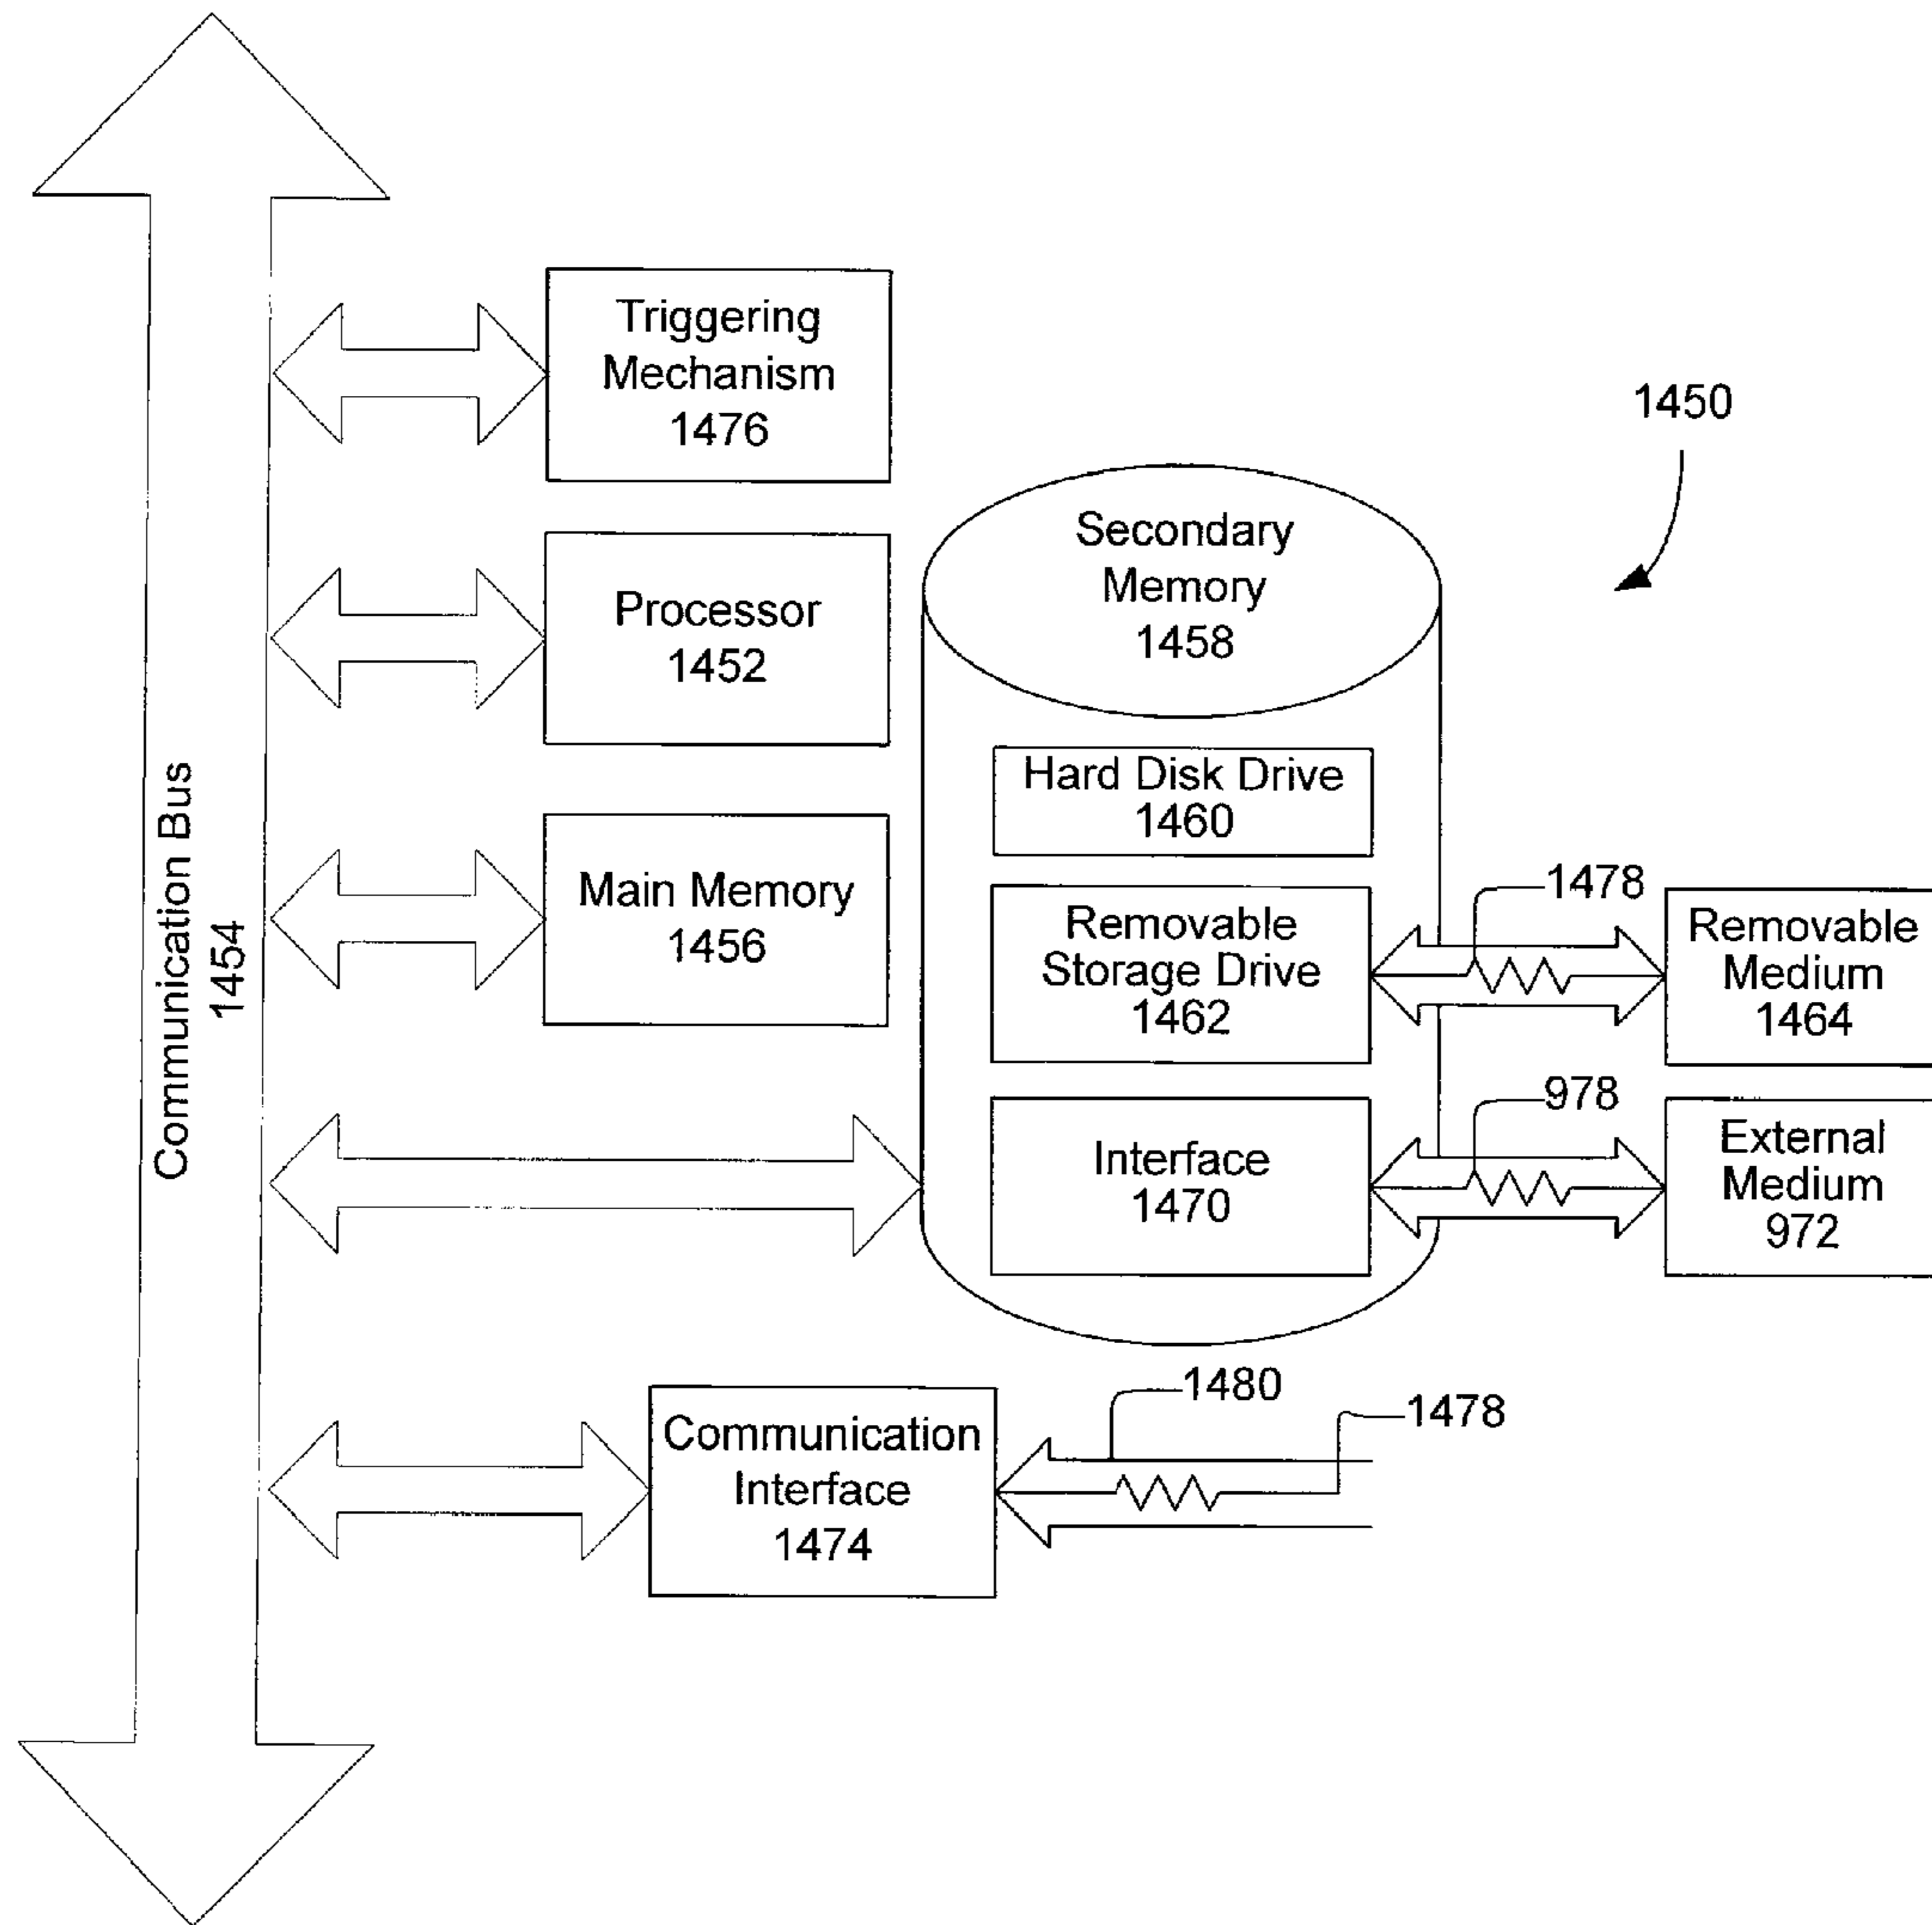 Triggering
Mechanism
1476
1450
Processor
1452
Secondary
Memory
1458
Communication Bus
1454
Hard Disk Drive
1460
Main Memory
1456
Removable
Storage Drive
1462
1478
Removable
Medium
1464
Interface
1470
978
External
Medium
972
Communication
Interface
1474
1480
1478